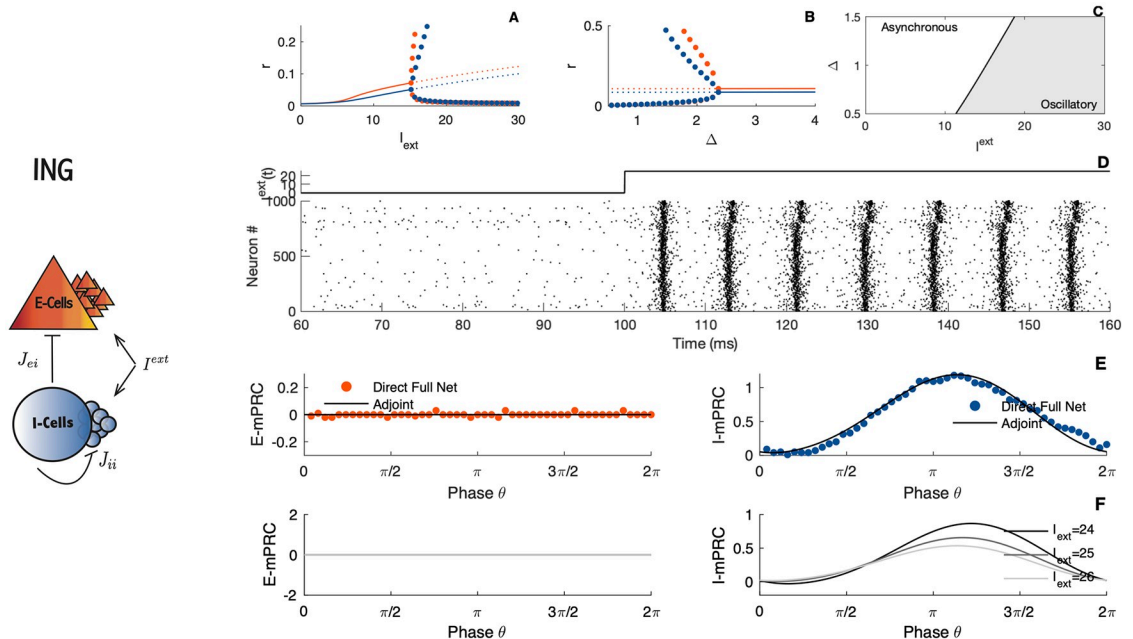 ING
E-Cells
J_ei
I^ext
I-Cells
J_ii
A
r
0.2
0.1
0
0
10
20
30
I_ext
B
r
0.5
0
1
2
3
4
Δ
C
Asynchronous
Oscillatory
Δ
1.5
1
0.5
0
10
20
30
I^ext
D
I^ext(t)
20
10
0
Neuron #
1000
500
0
60
70
80
90
100
110
120
130
140
150
160
Time (ms)
E-mPRC
0.2
0
-0.2
Direct Full Net
Adjoint
0
π/2
π
3π/2
2π
Phase θ
E
I-mPRC
1
0.5
0
Direct Full Net
Adjoint
0
π/2
π
3π/2
2π
Phase θ
E-mPRC
2
0
-2
0
π/2
π
3π/2
2π
Phase θ
F
I-mPRC
1
0.5
0
I_ext=24
I_ext=25
I_ext=26
0
π/2
π
3π/2
2π
Phase θ